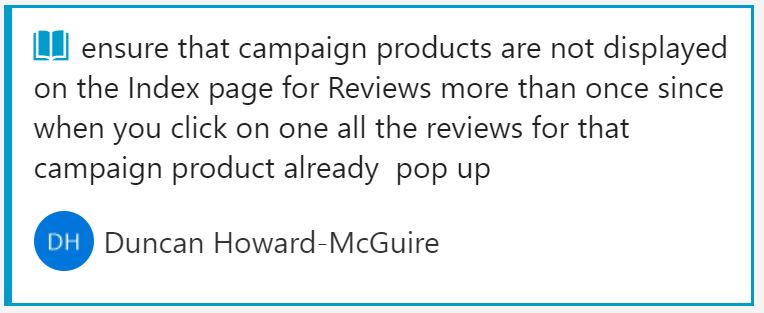 ensure that campaign products are not displayed
on the Index page for Reviews more than once since
when you click on one all the reviews for that
campaign product already  pop up
DH Duncan Howard-McGuire